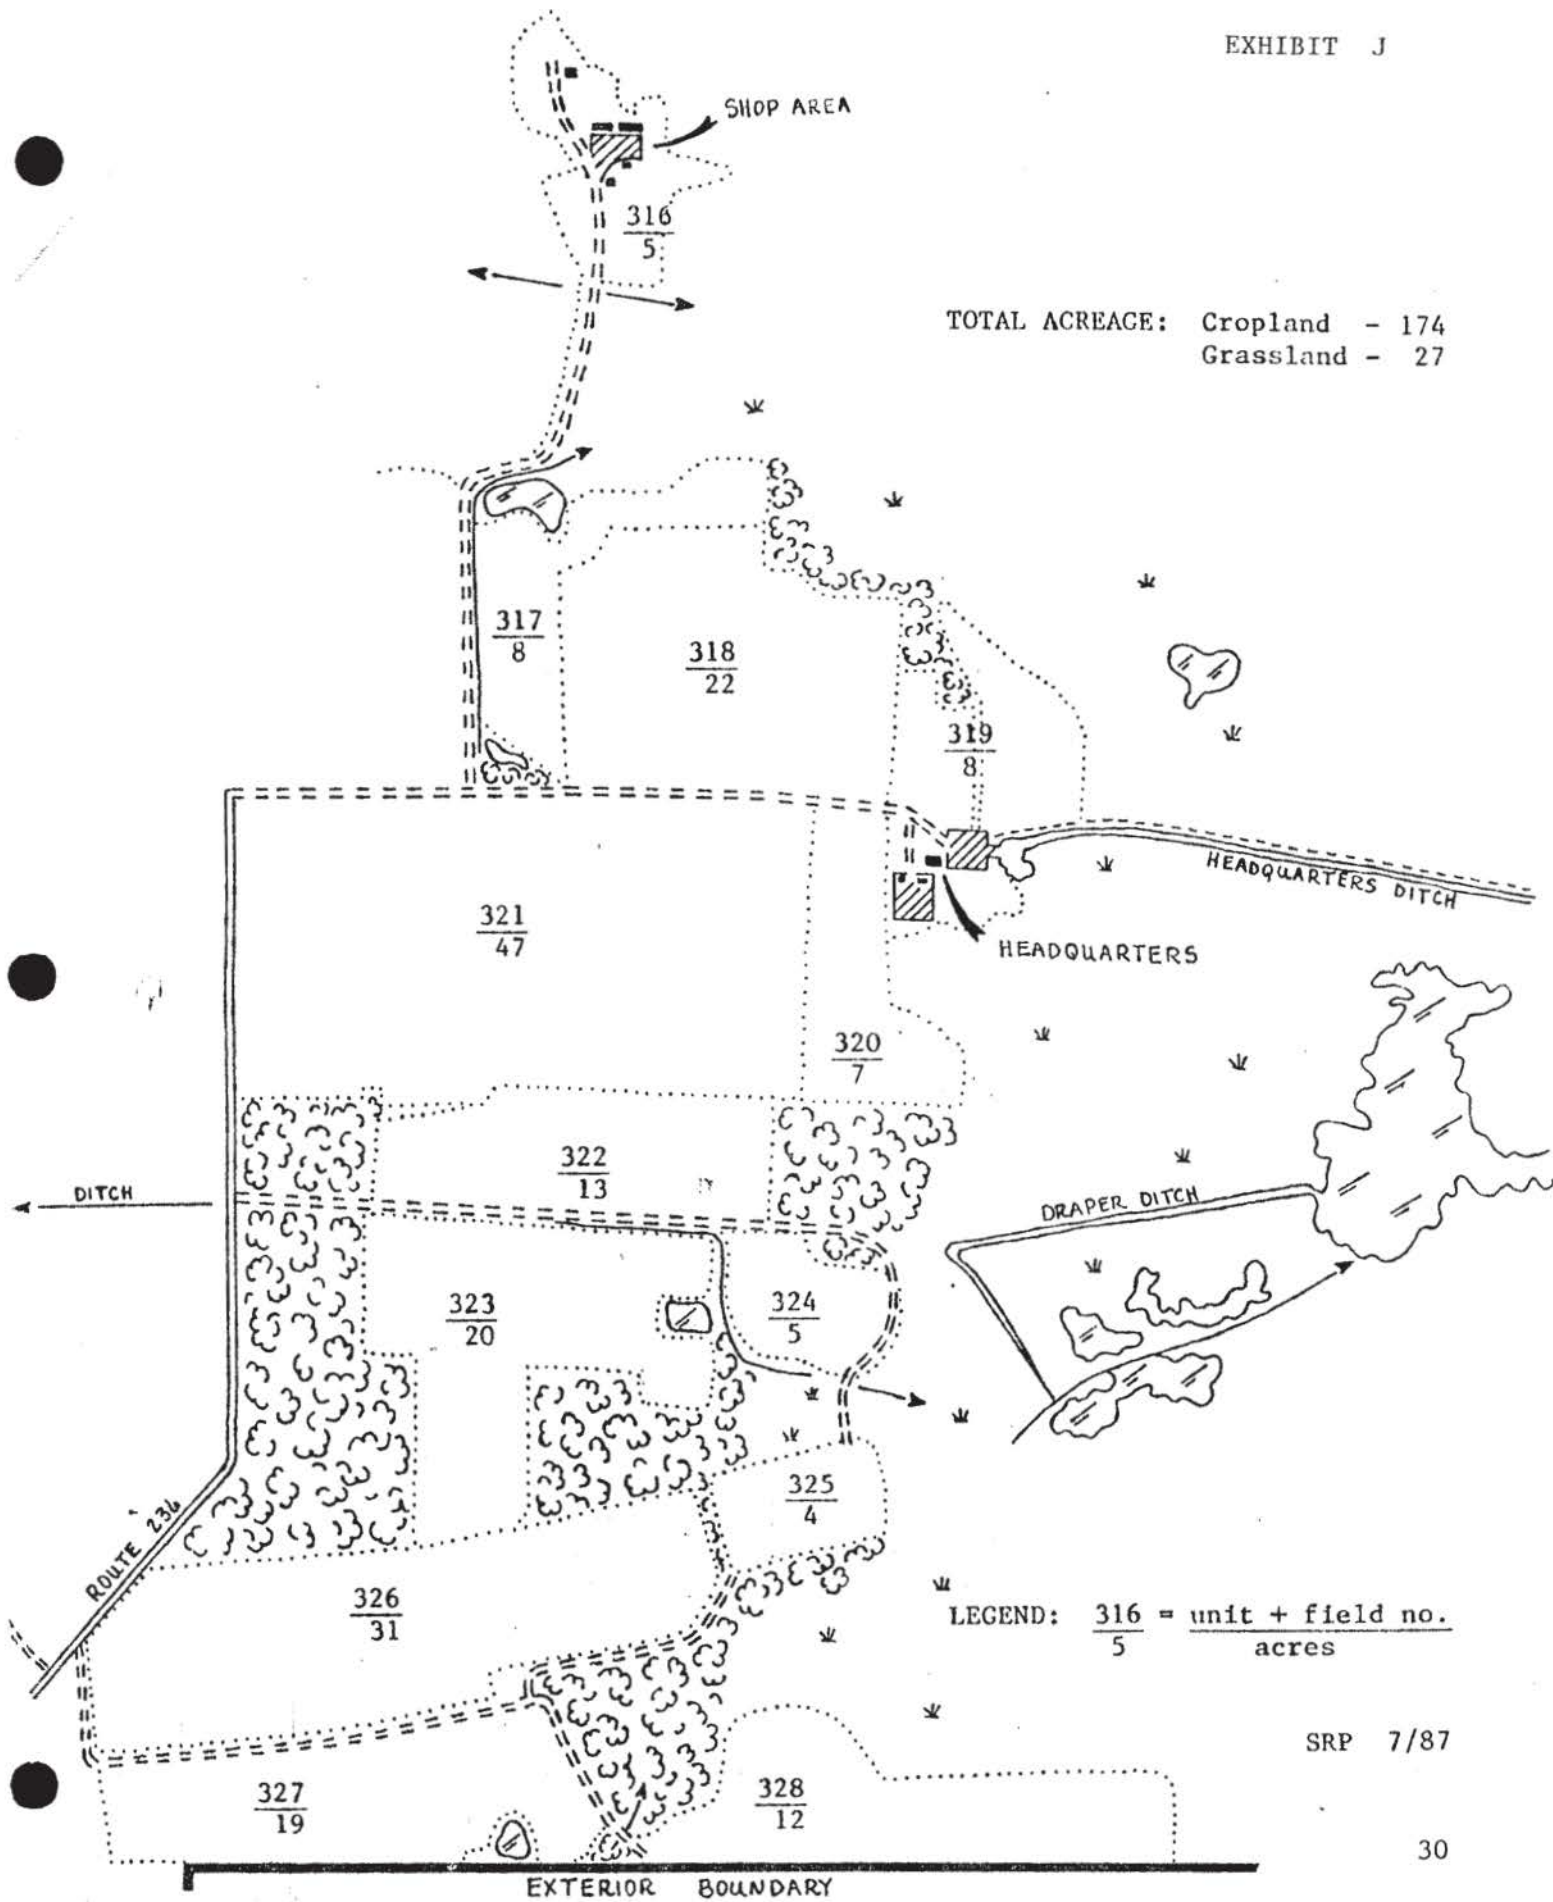 EXHIBIT J
SHOP AREA
316
5
TOTAL ACREAGE: Cropland - 174
Grassland - 27
317
8
318
22
319
8
HEADQUARTERS DITCH
321
47
HEADQUARTERS
320
7
322
13
DITCH
DRAPER DITCH
323
20
324
5
325
4
ROUTE 236
326
31
LEGEND: 316 = unit + field no.
5 acres
SRP 7/87
327
19
328
12
30
EXTERIOR BOUNDARY